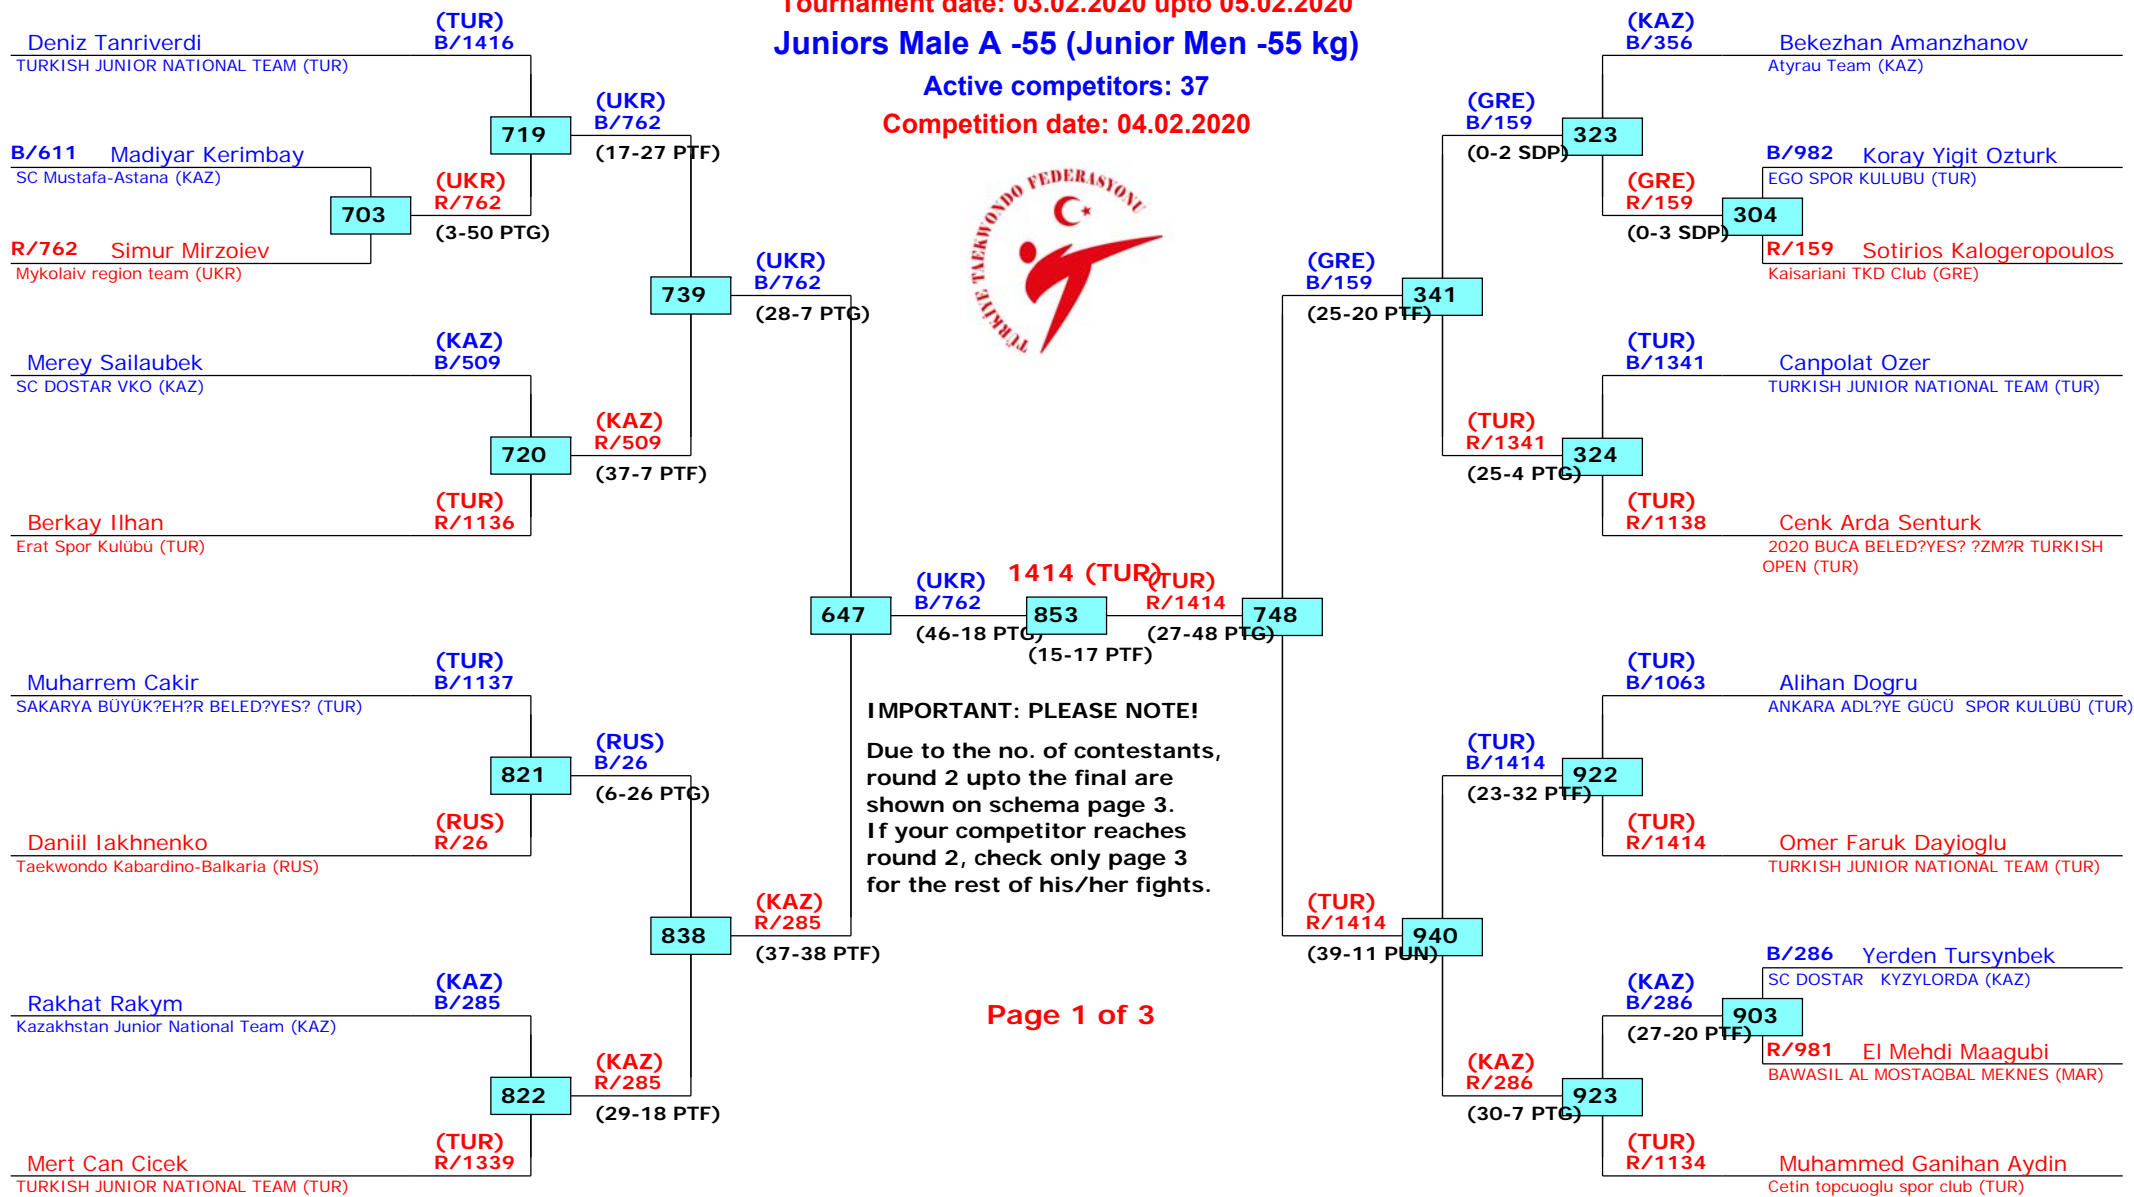 Tournament date: 03.02.2020 upto 05.02.2020
Juniors Male A -55 (Junior Men -55 kg)
Active competitors: 37
Competition date: 04.02.2020
TÜRKİYE TAEKWONDO FEDERASYONU
(TUR)
Deniz Tanriverdi B/1416
TURKISH JUNIOR NATIONAL TEAM (TUR)
(UKR)
B/762
719
(17-27 PTF)
B/611 Madiyar Kerimbay
SC Mustafa-Astana (KAZ)
(UKR)
R/762
703
(3-50 PTG)
R/762 Simur Mirzoiev
Mykolaiv region team (UKR)
(UKR)
B/762
739
(28-7 PTG)
(KAZ)
Merey Sailaubek B/509
SC DOSTAR VKO (KAZ)
(KAZ)
R/509
720
(37-7 PTF)
(TUR)
Berkay Ilhan R/1136
Erat Spor Kulübü (TUR)
647
(UKR)
B/762
(46-18 PTG)
1414 (TUR)
853
(15-17 PTF)
(TUR)
R/1414
(27-48 PTG)
748
(TUR)
Muharrem Cakir B/1137
SAKARYA BÜYÜK?EH?R BELED?YES? (TUR)
(RUS)
B/26
821
(6-26 PTG)
(RUS)
Daniil Iakhnenko R/26
Taekwondo Kabardino-Balkaria (RUS)
(KAZ)
R/285
838
(37-38 PTF)
(KAZ)
Rakhat Rakym B/285
Kazakhstan Junior National Team (KAZ)
(KAZ)
R/285
822
(29-18 PTF)
(TUR)
Mert Can Cicek R/1339
TURKISH JUNIOR NATIONAL TEAM (TUR)
IMPORTANT: PLEASE NOTE!
Due to the no. of contestants,
round 2 upto the final are
shown on schema page 3.
If your competitor reaches
round 2, check only page 3
for the rest of his/her fights.
Page 1 of 3
(KAZ)
B/356 Bekezhan Amanzhanov
Atyrau Team (KAZ)
(GRE)
B/159
323
(0-2 SDP)
B/982 Koray Yigit Ozturk
EGO SPOR KULUBU (TUR)
(GRE)
R/159
304
(0-3 SDP)
R/159 Sotirios Kalogeropoulos
Kaisariani TKD Club (GRE)
(GRE)
B/159
341
(25-20 PTF)
(TUR)
B/1341 Canpolat Ozer
TURKISH JUNIOR NATIONAL TEAM (TUR)
(TUR)
R/1341
324
(25-4 PTG)
(TUR)
R/1138 Cenk Arda Senturk
2020 BUCA BELED?YES? ?ZM?R TURKISH
OPEN (TUR)
(TUR)
B/1063 Alihan Dogru
ANKARA ADL?YE GÜCÜ SPOR KULÜBÜ (TUR)
(TUR)
B/1414
922
(23-32 PTF)
(TUR)
R/1414 Omer Faruk Dayioglu
TURKISH JUNIOR NATIONAL TEAM (TUR)
(TUR)
R/1414
940
(39-11 PUN)
B/286 Yerden Tursynbek
SC DOSTAR KYZYLORDA (KAZ)
(KAZ)
B/286
903
(27-20 PTF)
R/981 El Mehdi Maagubi
BAWASIL AL MOSTAQBAL MEKNES (MAR)
(KAZ)
R/286
923
(30-7 PTG)
(TUR)
R/1134 Muhammed Ganihan Aydin
Cetin topcuoglu spor club (TUR)